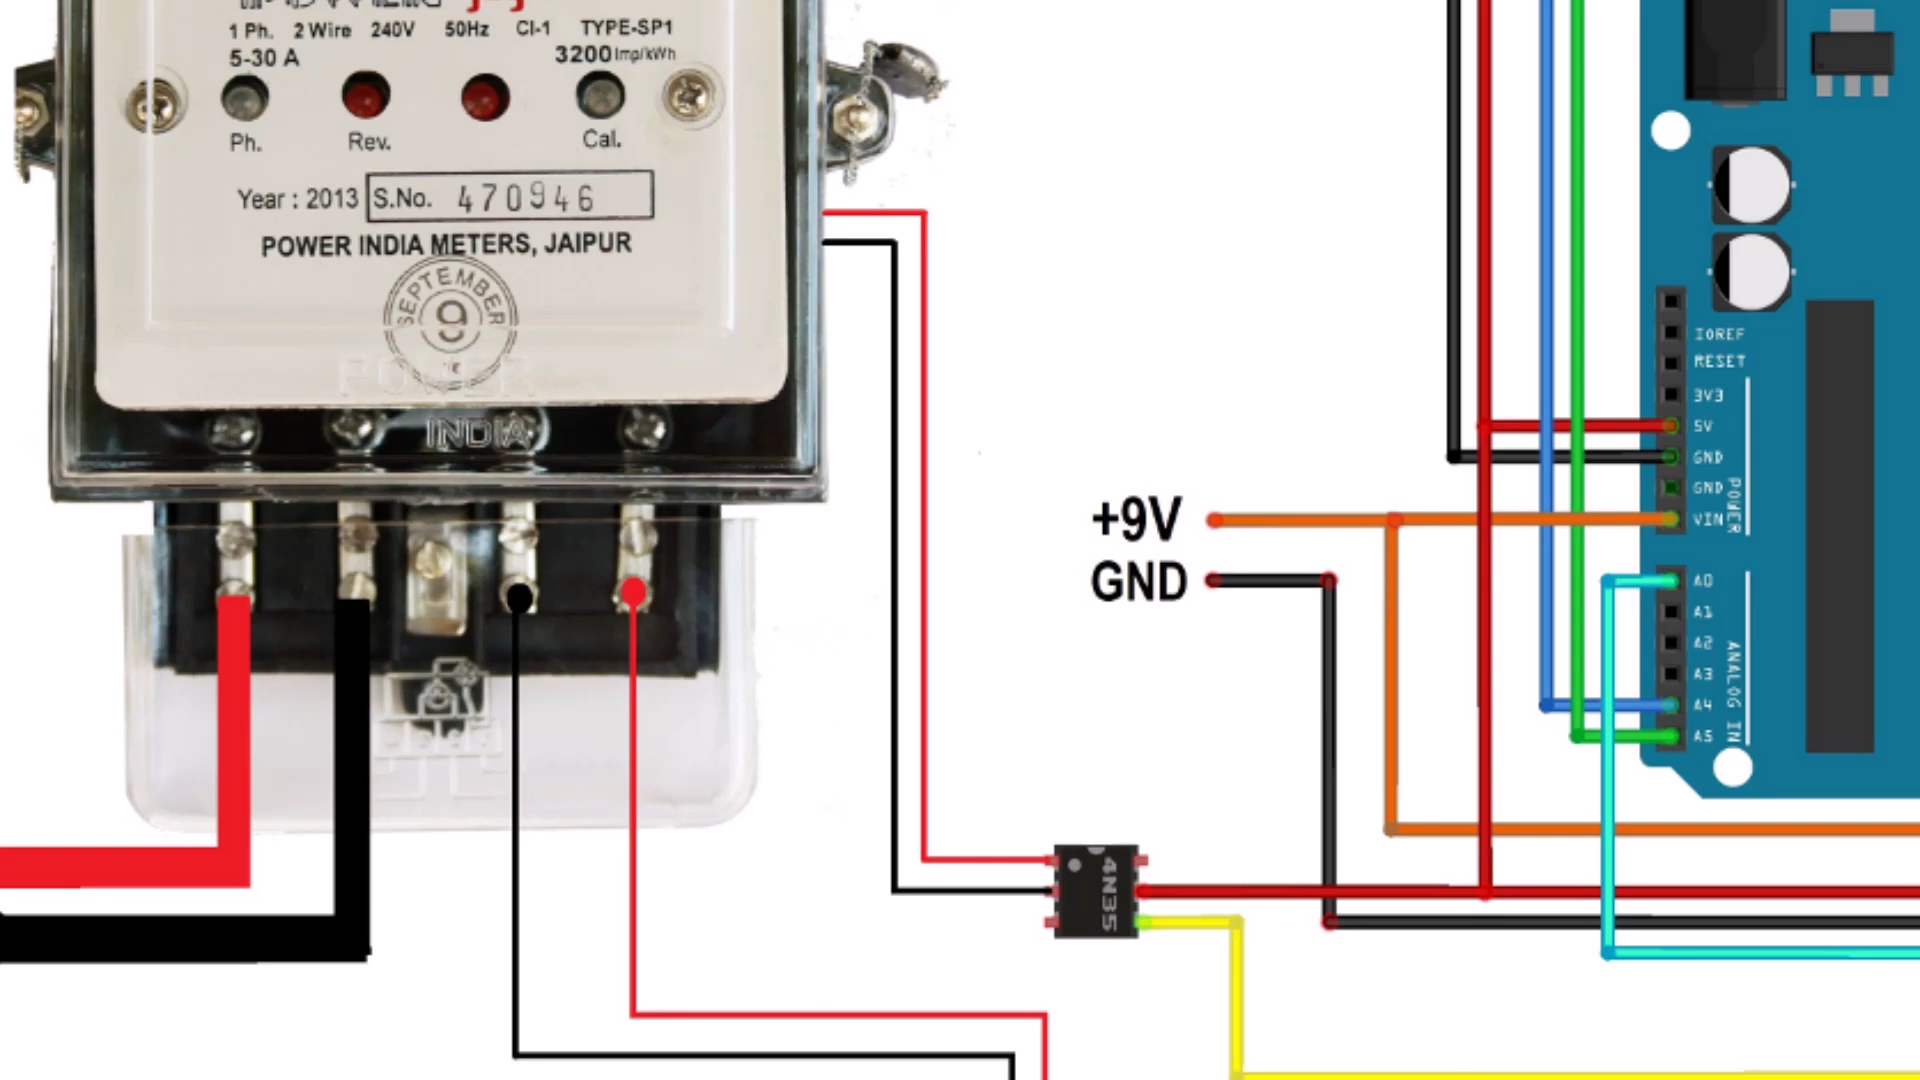 1 Ph. 2 Wire 240V 50Hz Cl-1 TYPE-SP1
5-30 A 3200 Imp/kWh
Ph. Rev. Cal.
Year : 2013 S.No. 470946
POWER INDIA METERS, JAIPUR
SEPTEMBER
9
POWER
INDIA
+9V
GND
4N35
IOREF
RESET
3V3
5V
GND
GND
VIN
POWER
A0
A1
A2
A3
A4
A5
ANALOG IN